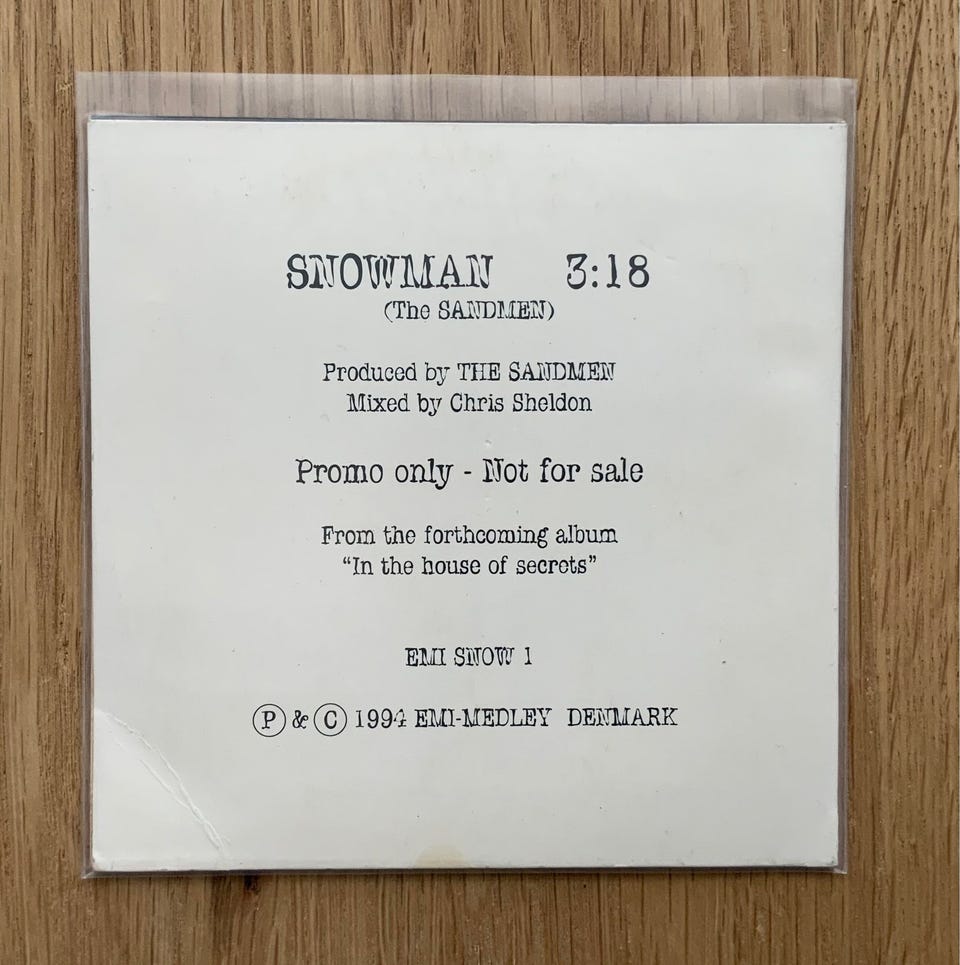 SNOWMAN 3:18
(The SANDMEN)
Produced by THE SANDMEN
Mixed by Chris Sheldon
Promo only - Not for sale
From the forthcoming album
“In the house of secrets”
EMI SNOW 1
Ⓟ & Ⓒ 1994 EMI-MEDLEY DENMARK